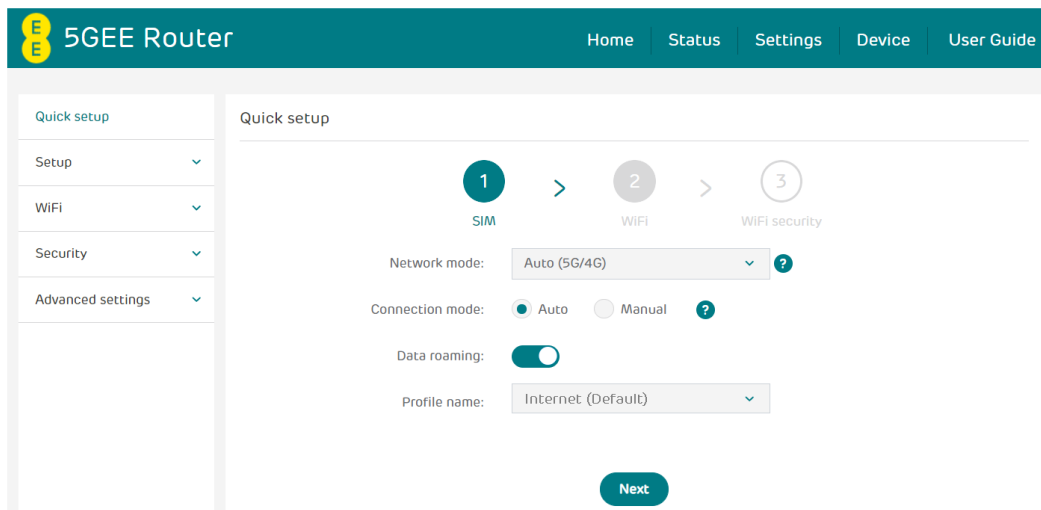 E
E
5GEE Router
Home Status Settings Device User Guide
Quick setup
Setup
WiFi
Security
Advanced settings
Quick setup
1 > 2 > 3
SIM WiFi WiFi security
Network mode: Auto (5G/4G) ?
Connection mode: Auto Manual ?
Data roaming:
Profile name: Internet (Default)
Next